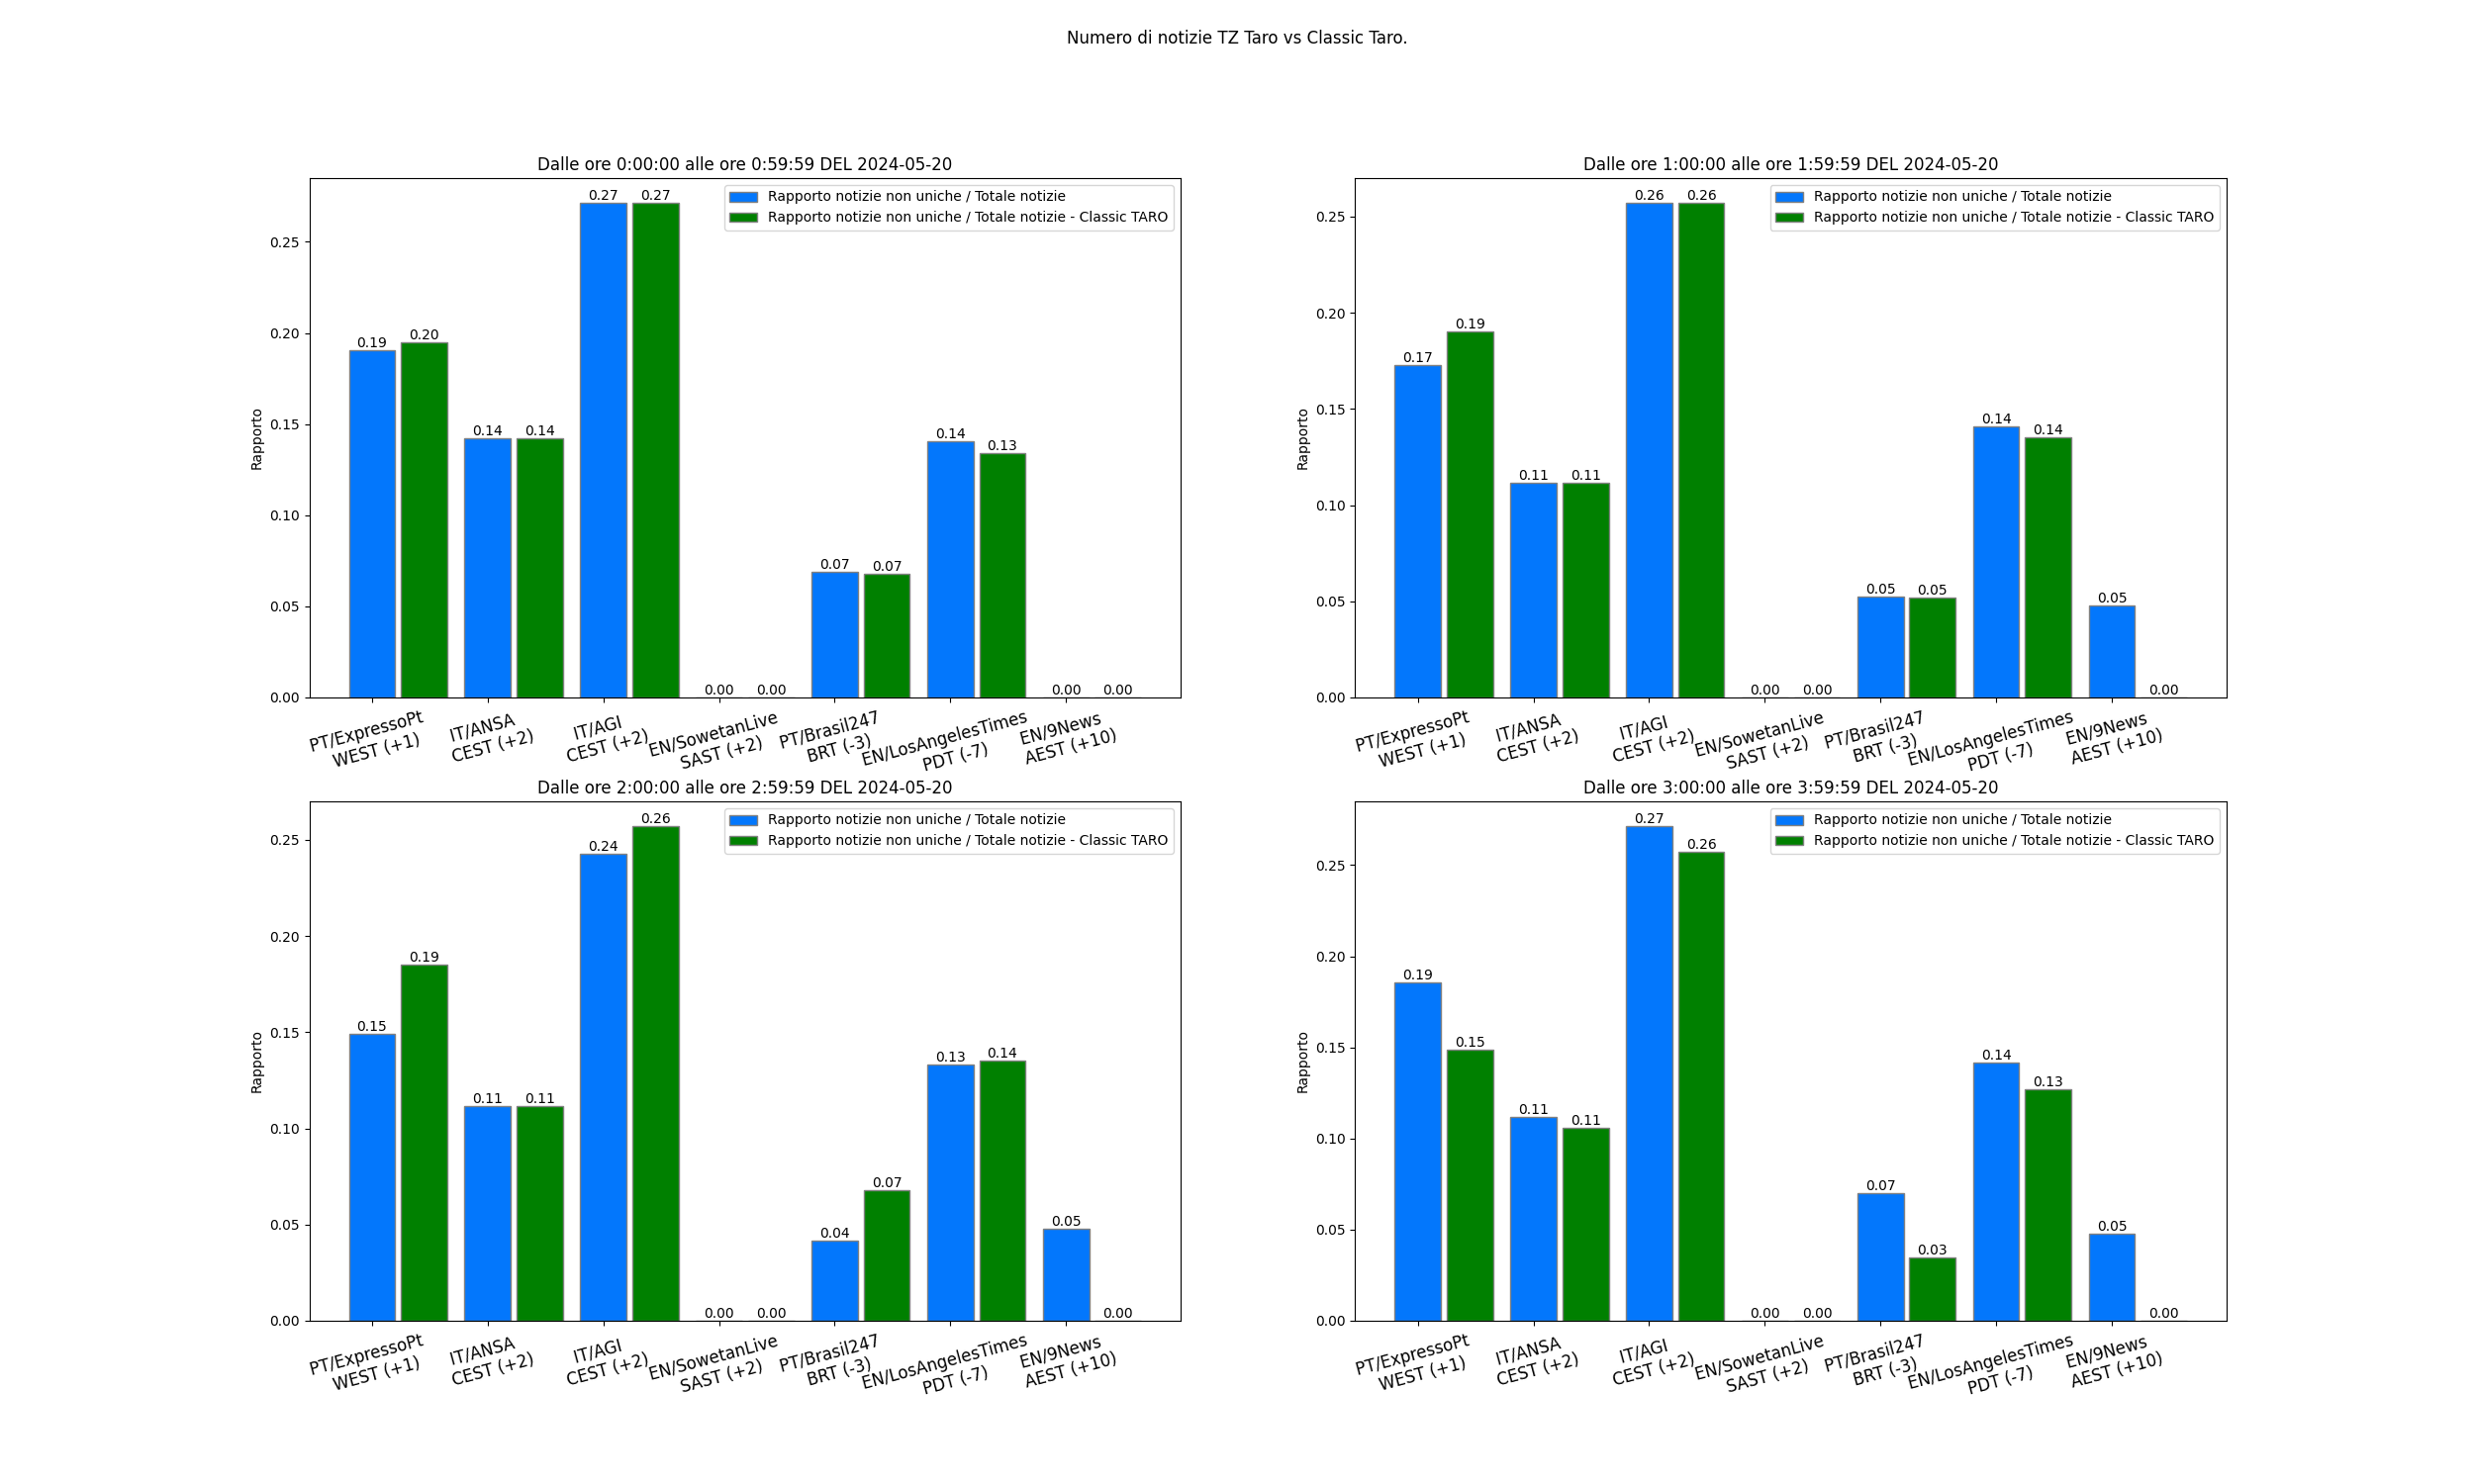 Numero di notizie TZ Taro vs Classic Taro.
Dalle ore 0:00:00 alle ore 0:59:59 DEL 2024-05-20
Rapporto notizie non uniche / Totale notizie
Rapporto notizie non uniche / Totale notizie - Classic TARO
Rapporto
0.25
0.20
0.15
0.10
0.05
0.00
0.19
0.20
0.14
0.14
0.27
0.27
0.00
0.00
0.07
0.07
0.14
0.13
0.00
0.00
PT/ExpressoPt
WEST (+1)
IT/ANSA
CEST (+2)
IT/AGI
CEST (+2)
EN/SowetanLive
SAST (+2)
PT/Brasil247
BRT (-3)
EN/LosAngelesTimes
PDT (-7)
EN/9News
AEST (+10)
Dalle ore 1:00:00 alle ore 1:59:59 DEL 2024-05-20
Rapporto notizie non uniche / Totale notizie
Rapporto notizie non uniche / Totale notizie - Classic TARO
Rapporto
0.25
0.20
0.15
0.10
0.05
0.00
0.17
0.19
0.11
0.11
0.26
0.26
0.00
0.00
0.05
0.05
0.14
0.14
0.05
0.00
PT/ExpressoPt
WEST (+1)
IT/ANSA
CEST (+2)
IT/AGI
CEST (+2)
EN/SowetanLive
SAST (+2)
PT/Brasil247
BRT (-3)
EN/LosAngelesTimes
PDT (-7)
EN/9News
AEST (+10)
Dalle ore 2:00:00 alle ore 2:59:59 DEL 2024-05-20
Rapporto notizie non uniche / Totale notizie
Rapporto notizie non uniche / Totale notizie - Classic TARO
Rapporto
0.25
0.20
0.15
0.10
0.05
0.00
0.15
0.19
0.11
0.11
0.24
0.26
0.00
0.00
0.04
0.07
0.13
0.14
0.05
0.00
PT/ExpressoPt
WEST (+1)
IT/ANSA
CEST (+2)
IT/AGI
CEST (+2)
EN/SowetanLive
SAST (+2)
PT/Brasil247
BRT (-3)
EN/LosAngelesTimes
PDT (-7)
EN/9News
AEST (+10)
Dalle ore 3:00:00 alle ore 3:59:59 DEL 2024-05-20
Rapporto notizie non uniche / Totale notizie
Rapporto notizie non uniche / Totale notizie - Classic TARO
Rapporto
0.25
0.20
0.15
0.10
0.05
0.00
0.19
0.15
0.11
0.11
0.27
0.26
0.00
0.00
0.07
0.03
0.14
0.13
0.05
0.00
PT/ExpressoPt
WEST (+1)
IT/ANSA
CEST (+2)
IT/AGI
CEST (+2)
EN/SowetanLive
SAST (+2)
PT/Brasil247
BRT (-3)
EN/LosAngelesTimes
PDT (-7)
EN/9News
AEST (+10)